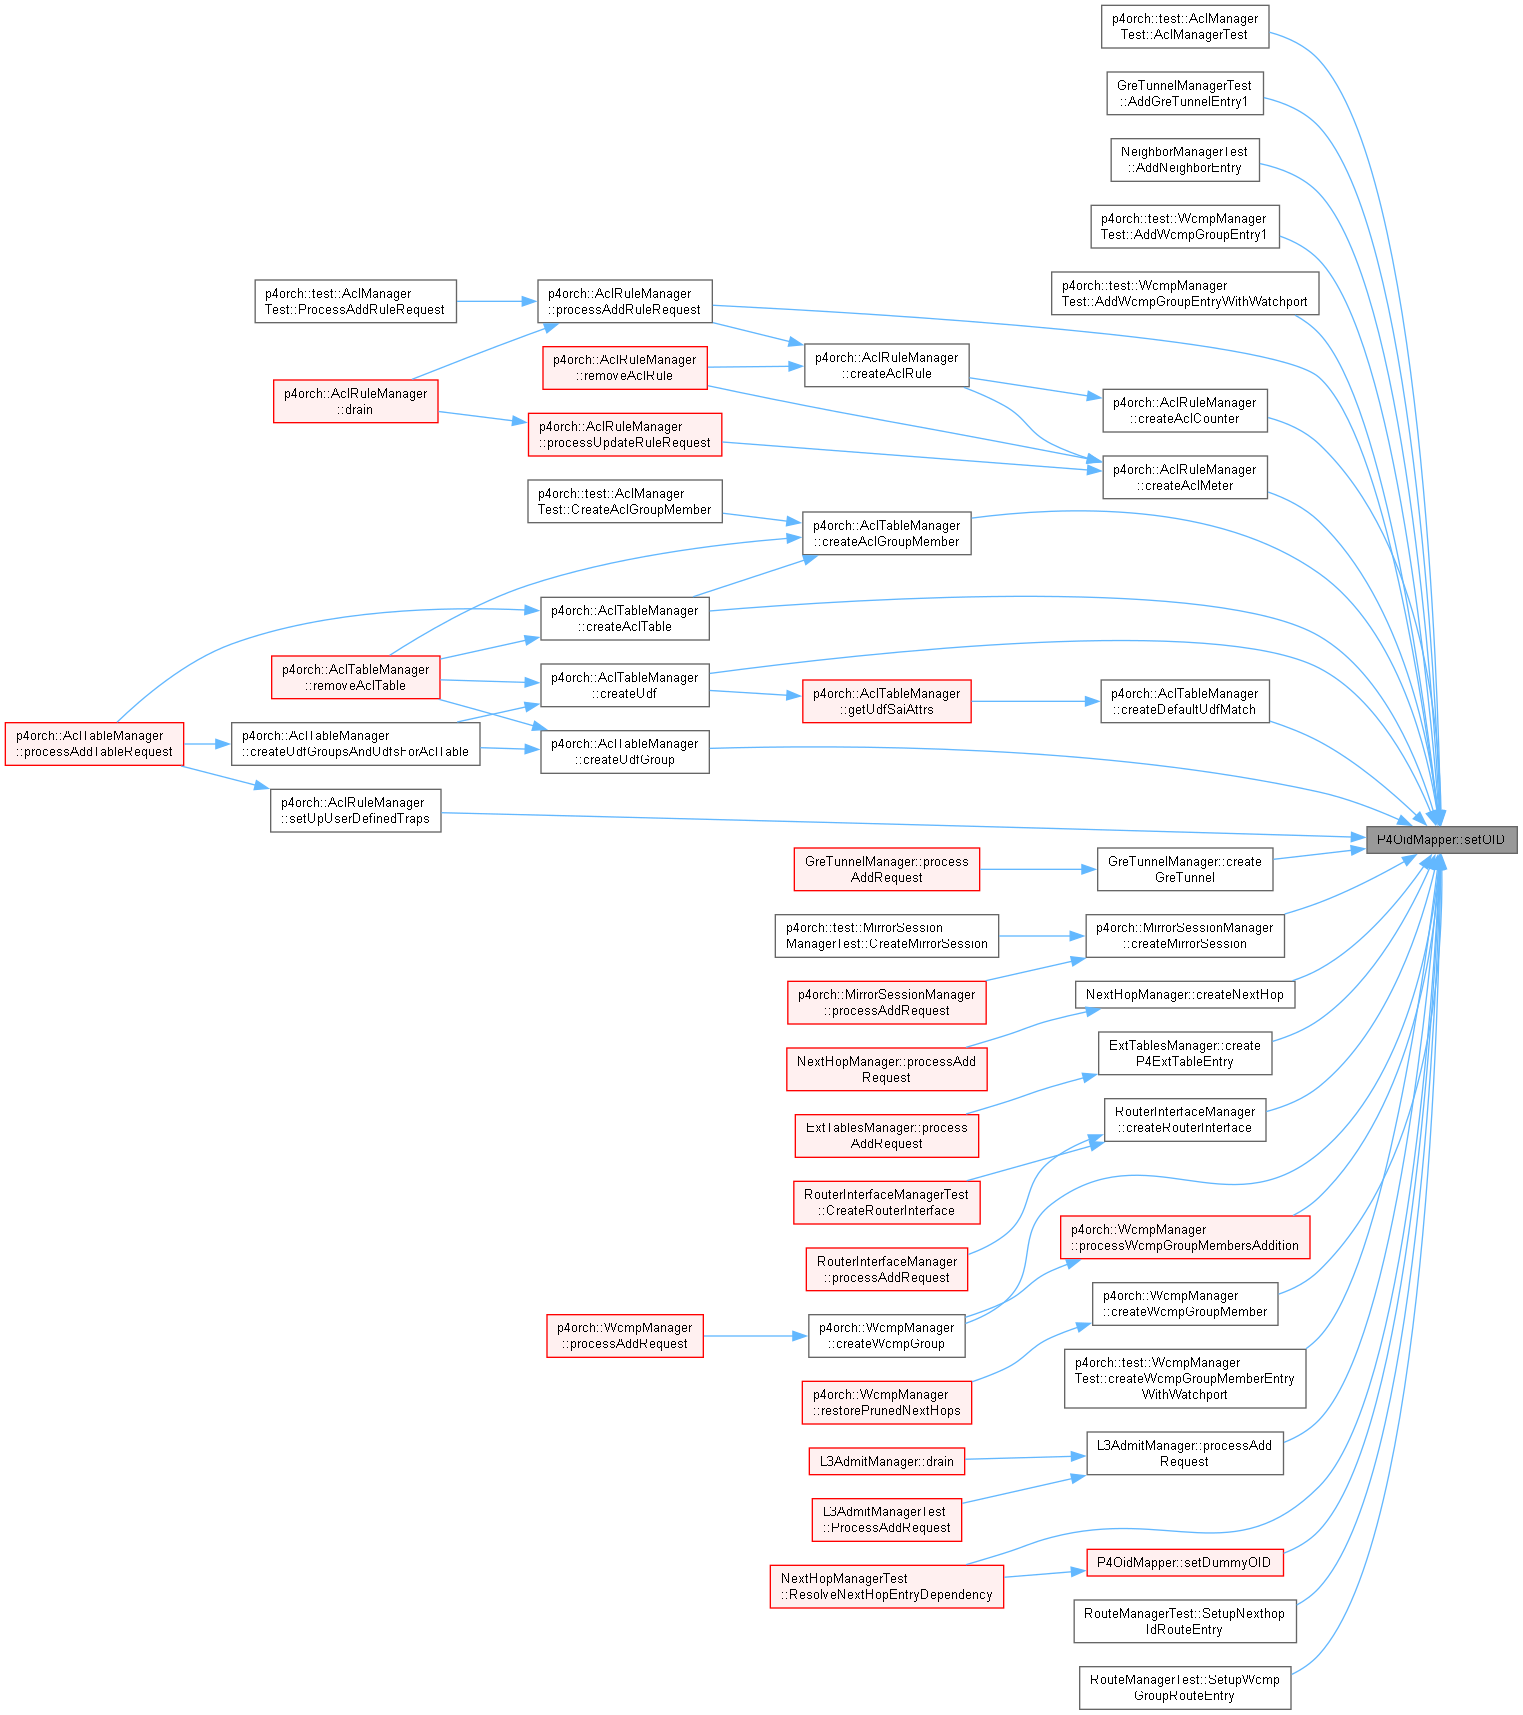 p4orch::test::AclManager
Test::AclManagerTest
GreTunnelManagerTest
::AddGreTunnelEntry1
NeighborManagerTest
::AddNeighborEntry
p4orch::test::WcmpManager
Test::AddWcmpGroupEntry1
p4orch::test::WcmpManager
Test::AddWcmpGroupEntryWithWatchport
p4orch::test::AclManager
Test::ProcessAddRuleRequest
p4orch::AclRuleManager
::processAddRuleRequest
p4orch::AclRuleManager
::removeAclRule
p4orch::AclRuleManager
::createAclRule
p4orch::AclRuleManager
::drain
p4orch::AclRuleManager
::createAclCounter
p4orch::AclRuleManager
::processUpdateRuleRequest
p4orch::AclRuleManager
::createAclMeter
p4orch::test::AclManager
Test::CreateAclGroupMember
p4orch::AclTableManager
::createAclGroupMember
p4orch::AclTableManager
::createAclTable
p4orch::AclTableManager
::removeAclTable
p4orch::AclTableManager
::createUdf
p4orch::AclTableManager
::getUdfSaiAttrs
p4orch::AclTableManager
::createDefaultUdfMatch
p4orch::AclTableManager
::processAddTableRequest
p4orch::AclTableManager
::createUdfGroupsAndUdfsForAclTable
p4orch::AclTableManager
::createUdfGroup
p4orch::AclRuleManager
::setUpUserDefinedTraps
P4OidMapper::setOID
GreTunnelManager::process
AddRequest
GreTunnelManager::create
GreTunnel
p4orch::test::MirrorSession
ManagerTest::CreateMirrorSession
p4orch::MirrorSessionManager
::createMirrorSession
p4orch::MirrorSessionManager
::processAddRequest
NextHopManager::createNextHop
NextHopManager::processAdd
Request
ExtTablesManager::create
P4ExtTableEntry
ExtTablesManager::process
AddRequest
RouterInterfaceManager
::createRouterInterface
RouterInterfaceManagerTest
::CreateRouterInterface
RouterInterfaceManager
::processAddRequest
p4orch::WcmpManager
::processWcmpGroupMembersAddition
p4orch::WcmpManager
::createWcmpGroupMember
p4orch::WcmpManager
::processAddRequest
p4orch::WcmpManager
::createWcmpGroup
p4orch::test::WcmpManager
Test::createWcmpGroupMemberEntry
WithWatchport
p4orch::WcmpManager
::restorePrunedNextHops
L3AdmitManager::processAdd
Request
L3AdmitManager::drain
L3AdmitManagerTest
::ProcessAddRequest
P4OidMapper::setDummyOID
NextHopManagerTest
::ResolveNextHopEntryDependency
RouteManagerTest::SetupNexthop
IdRouteEntry
RouteManagerTest::SetupWcmp
GroupRouteEntry